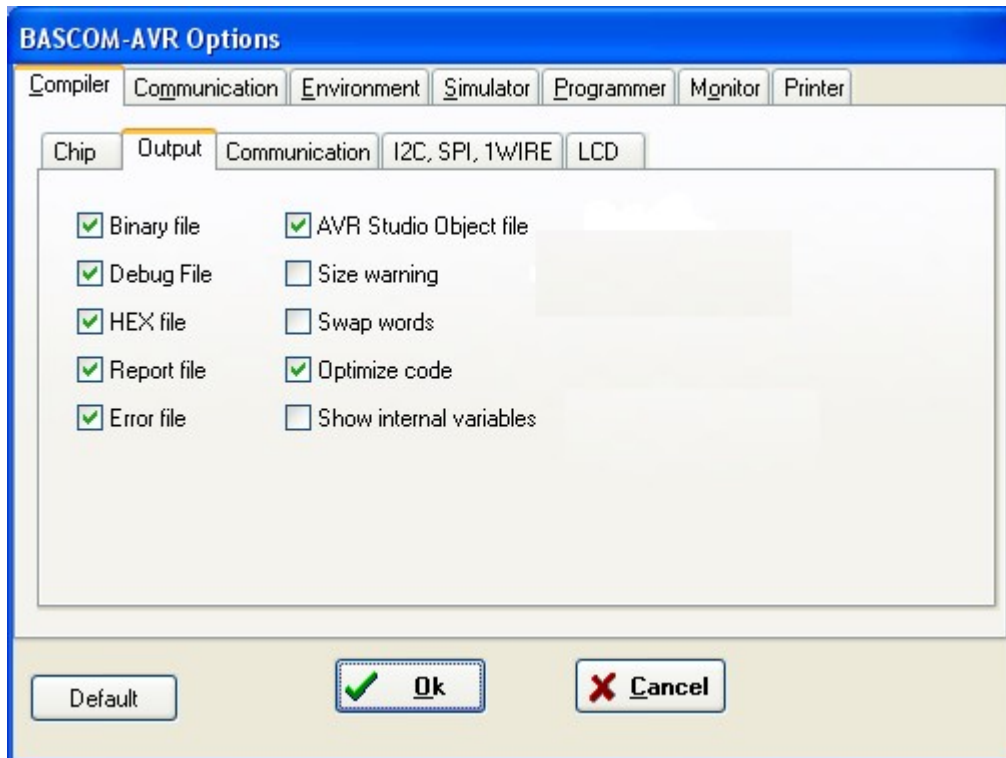 BASCOM-AVR Options
Compiler Communication Environment Simulator Programmer Monitor Printer
Chip Output Communication I2C, SPI, 1WIRE LCD
Binary file AVR Studio Object file
Debug File Size warning
HEX file Swap words
Report file Optimize code
Error file Show internal variables
Default Ok Cancel